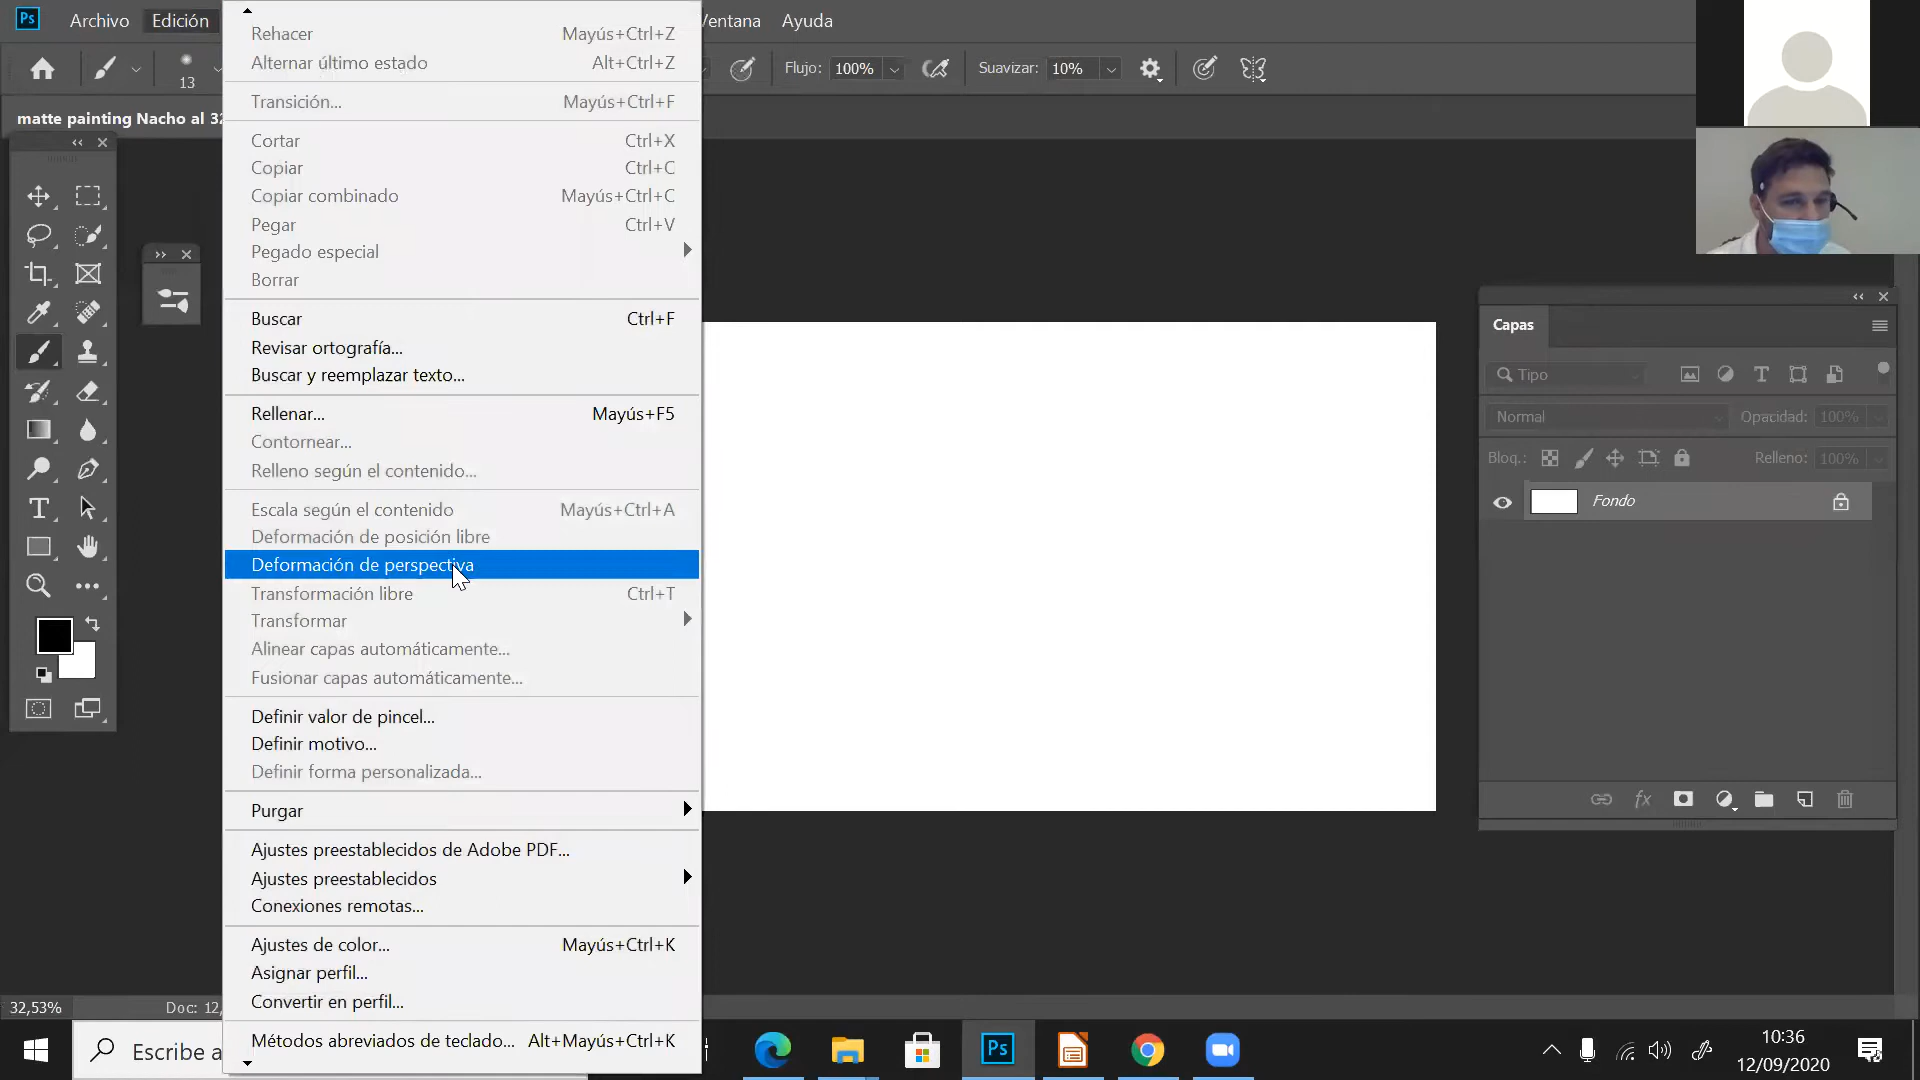 Ps
Archivo
Edición
Ventana
Ayuda
13
Flujo:
100%
Suavizar:
10%
matte painting Nacho al 32
Rehacer Mayús+Ctrl+Z
Alternar último estado Alt+Ctrl+Z
Transición... Mayús+Ctrl+F
Cortar Ctrl+X
Copiar Ctrl+C
Copiar combinado Mayús+Ctrl+C
Pegar Ctrl+V
Pegado especial
Borrar
Buscar Ctrl+F
Revisar ortografía...
Buscar y reemplazar texto...
Rellenar... Mayús+F5
Contornear...
Relleno según el contenido...
Escala según el contenido Mayús+Ctrl+A
Deformación de posición libre
Deformación de perspectiva
Transformación libre Ctrl+T
Transformar
Alinear capas automáticamente...
Fusionar capas automáticamente...
Definir valor de pincel...
Definir motivo...
Definir forma personalizada...
Purgar
Ajustes preestablecidos de Adobe PDF...
Ajustes preestablecidos
Conexiones remotas...
Ajustes de color... Mayús+Ctrl+K
Asignar perfil...
Convertir en perfil...
Métodos abreviados de teclado... Alt+Mayús+Ctrl+K
Capas
Tipo
Normal
Opacidad: 100%
Bloq.:
Relleno: 100%
Fondo
fx
32,53%
Doc: 12,
Escribe a
Ps
10:36
12/09/2020